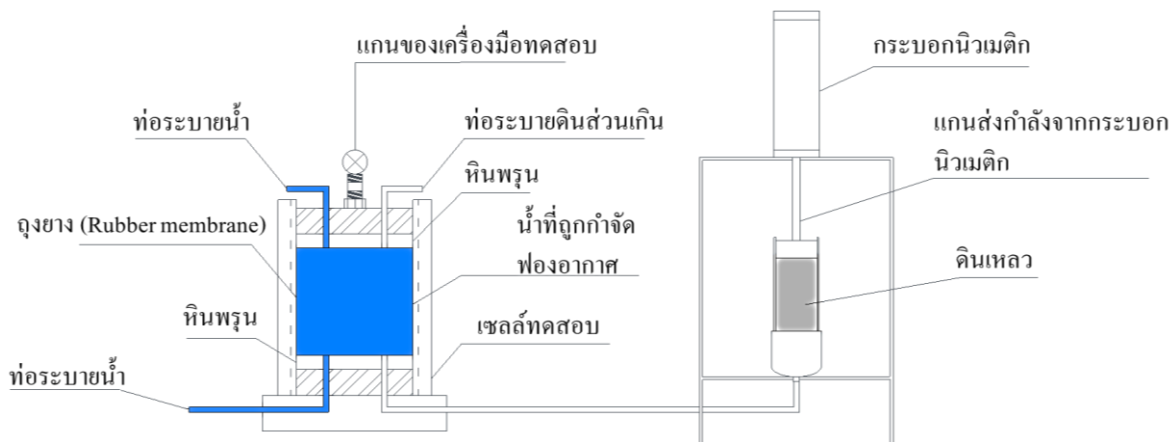 แกนของเครื่องมือทดสอบ
กระบอกนิวเมติก
ท่อระบายน้ำ
ท่อระบายดินส่วนเกิน
แกนส่งกำลังจากกระบอก
นิวเมติก
หินพรุน
ถุงยาง (Rubber membrane)
น้ำที่ถูกกำจัด
ฟองอากาศ
ดินเหลว
หินพรุน
เซลล์ทดสอบ
ท่อระบายน้ำ